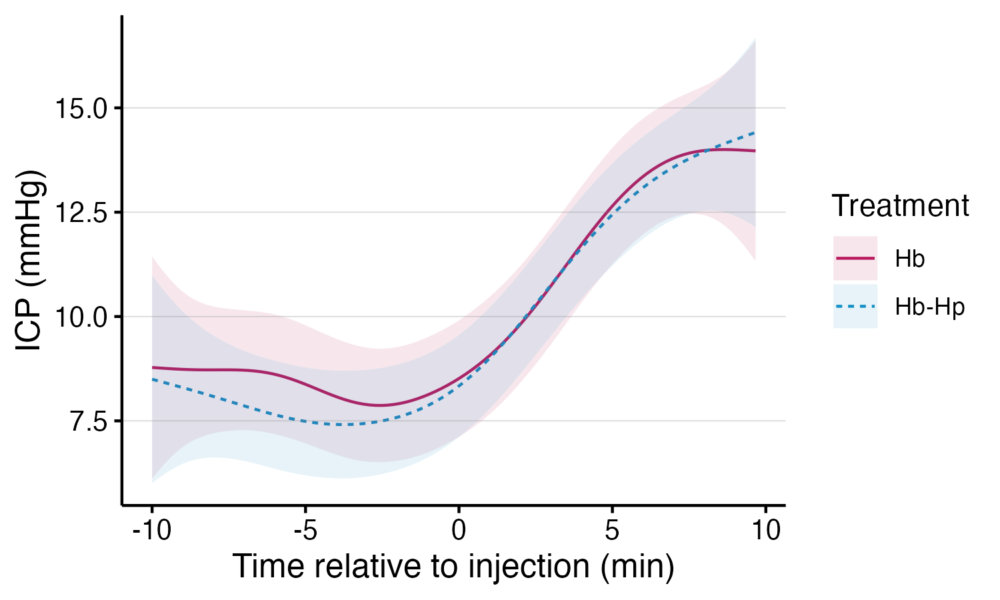 ICP (mmHg)
15.0
12.5
10.0
7.5
-10 -5 0 5 10
Time relative to injection (min)
Treatment
Hb
Hb-Hp